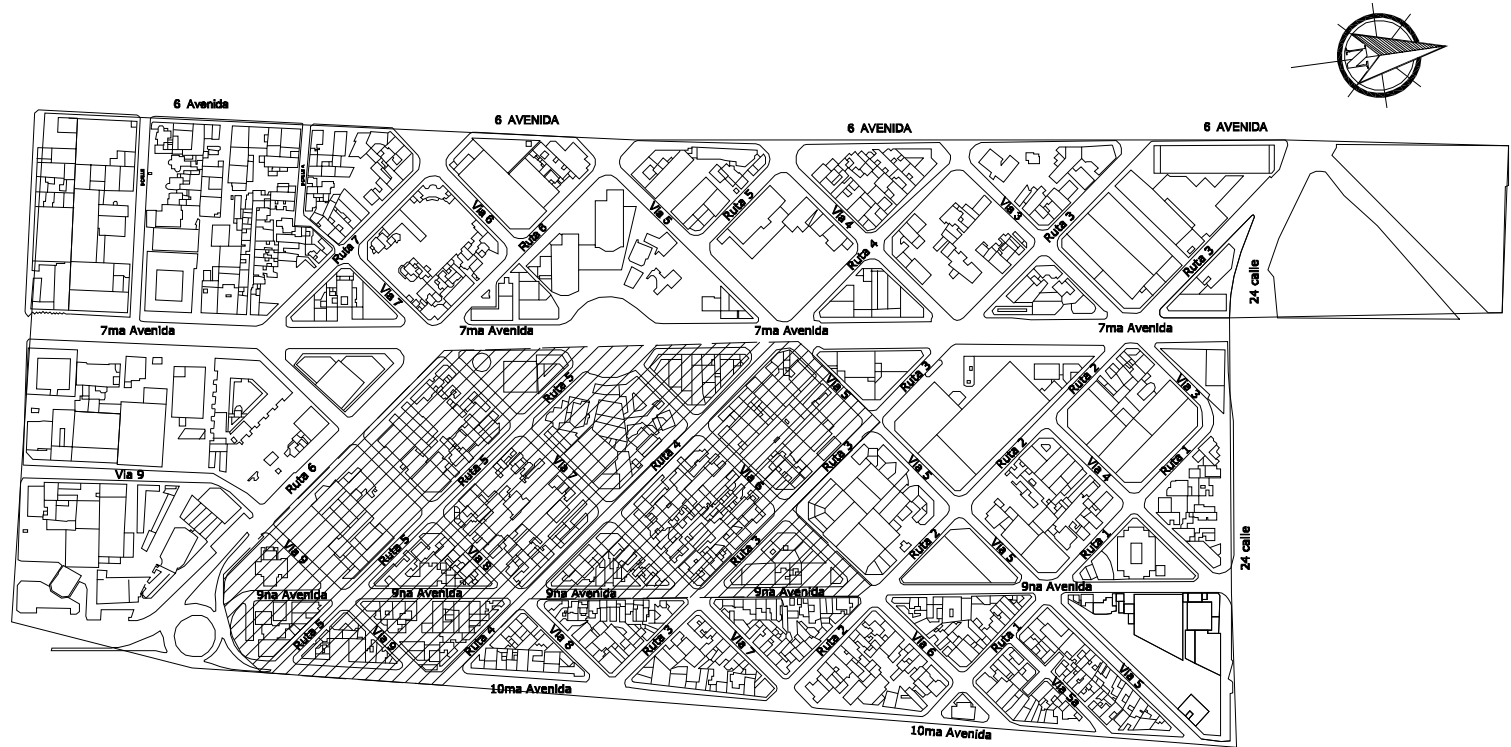 6 Avenida
6 AVENIDA
6 AVENIDA
6 AVENIDA
N
Ruta 7
Via 7
Via 6
Ruta 6
Via 5
Ruta 5
Via 4
Ruta 4
Via 3
Ruta 3
Ruta 3
24 calle
7ma Avenida
7ma Avenida
7ma Avenida
7ma Avenida
Ruta 5
Via 5
Ruta 3
Ruta 2
Via 3
Via 9
Ruta 6
Ruta 5
Via 7
Ruta 4
Via 6
Ruta 3
Via 5
Ruta 2
Via 4
Ruta 1
Via 9
Ruta 5
Via 8
Ruta 3
Ruta 2
Via 5
Ruta 1
24 calle
9na Avenida
9na Avenida
9na Avenida
9na Avenida
9na Avenida
Ruta 5
Via 9
Ruta 4
Via 8
Ruta 3
Via 7
Ruta 2
Via 6
Ruta 1
Via 5
Via 5a
10ma Avenida
10ma Avenida